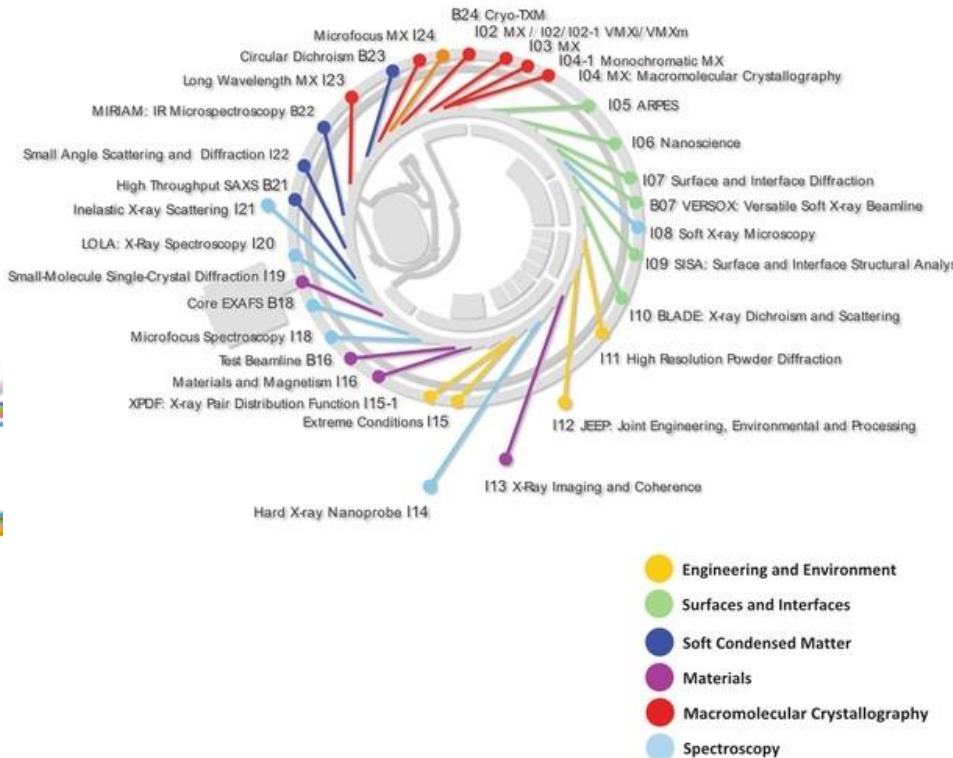 B24 Cryo-TXM
Microfocus MX I24
I02 MX / I02/ I02-1 VMXi/ VMXm
I03 MX
Circular Dichroism B23
I04-1 Monochromatic MX
Long Wavelength MX I23
I04 MX: Macromolecular Crystallography
MIRIAM: IR Microspectroscopy B22
I05 ARPES
Small Angle Scattering and Diffraction I22
I06 Nanoscience
High Throughput SAXS B21
I07 Surface and Interface Diffraction
Inelastic X-ray Scattering I21
B07 VERSOX: Versatile Soft X-ray Beamline
I08 Soft X-ray Microscopy
LOLA: X-Ray Spectroscopy I20
I09 SISA: Surface and Interface Structural Analys
Small-Molecule Single-Crystal Diffraction I19
Core EXAFS B18
I10 BLADE: X-ray Dichroism and Scattering
Microfocus Spectroscopy I18
I11 High Resolution Powder Diffraction
Test Beamline B16
Materials and Magnetism I16
XPDF: X-ray Pair Distribution Function I15-1
Extreme Conditions I15
I12 JEEP: Joint Engineering, Environmental and Processing
I13 X-Ray Imaging and Coherence
Hard X-ray Nanoprobe I14
Engineering and Environment
Surfaces and Interfaces
Soft Condensed Matter
Materials
Macromolecular Crystallography
Spectroscopy